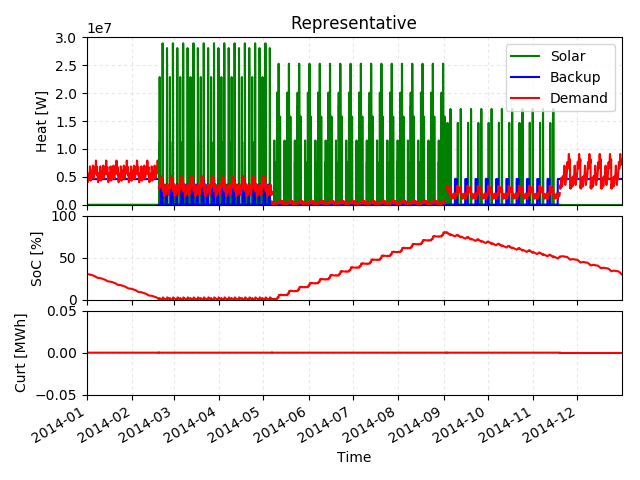 Representative
1e7
3.0
2.5
2.0
1.5
1.0
0.5
0.0
Heat [W]
Solar
Backup
Demand
100
50
0
SoC [%]
0.05
0.00
−0.05
Curt [MWh]
2014-01
2014-02
2014-03
2014-04
2014-05
2014-06
2014-07
2014-08
2014-09
2014-10
2014-11
2014-12
Time